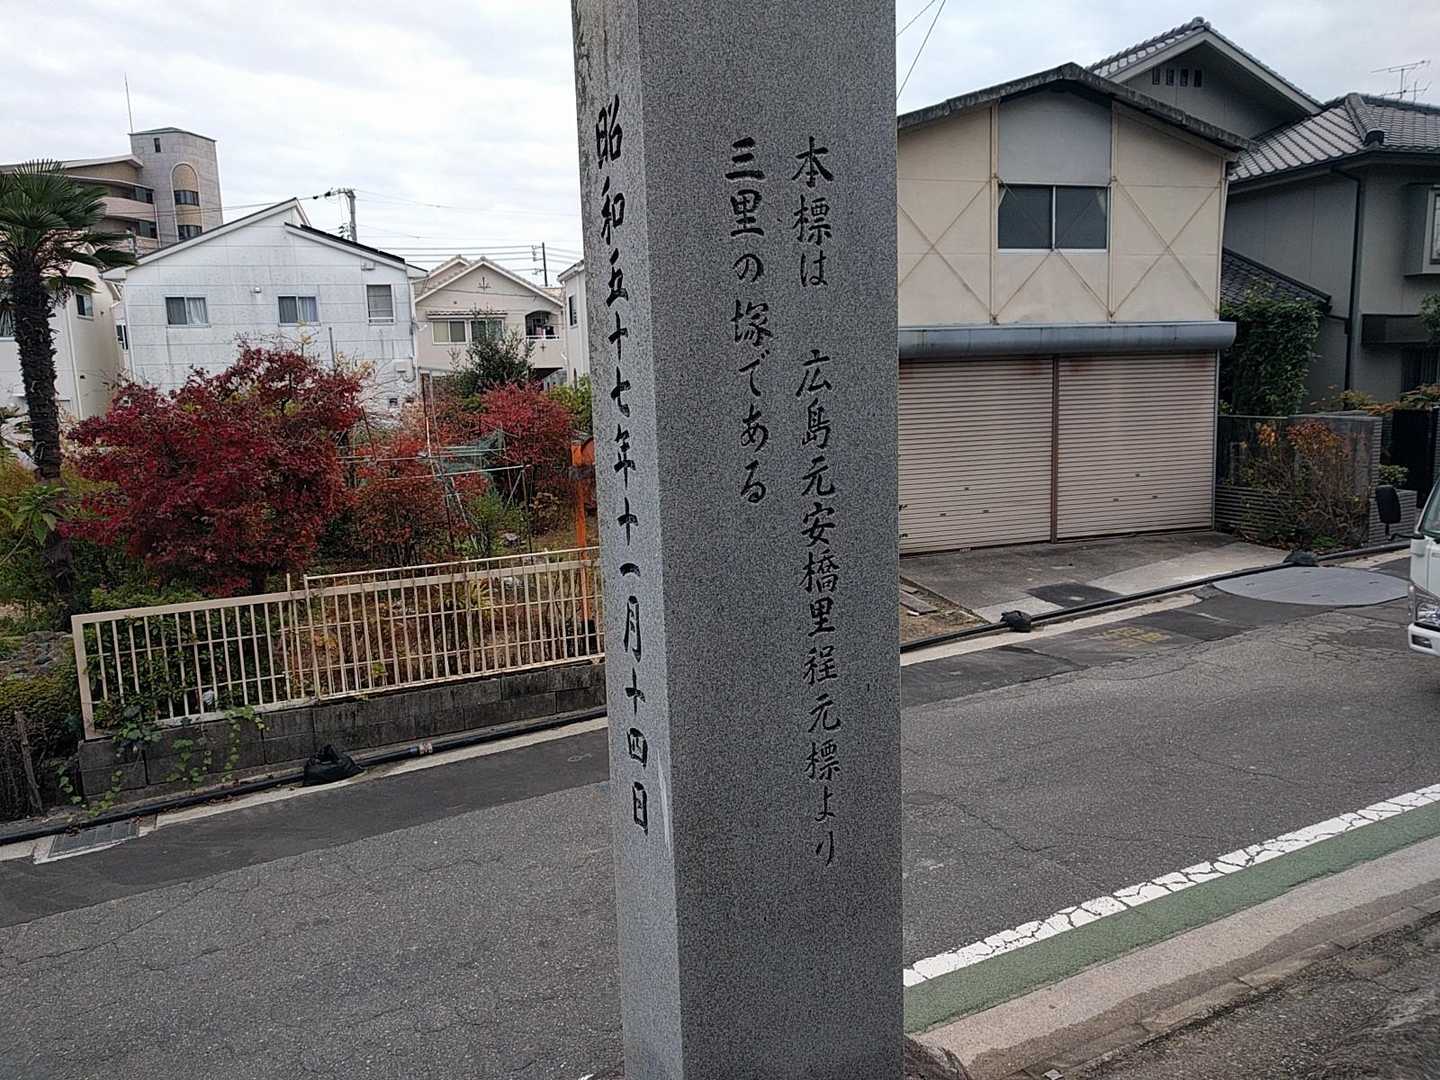 本標は　広島元安橋里程元標より
三里の塚である
昭和五十七年十一月十四日